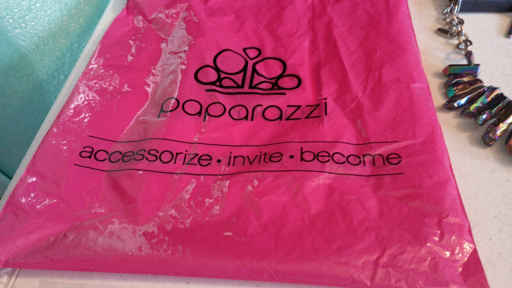 paparazzi
accessorize • invite • become